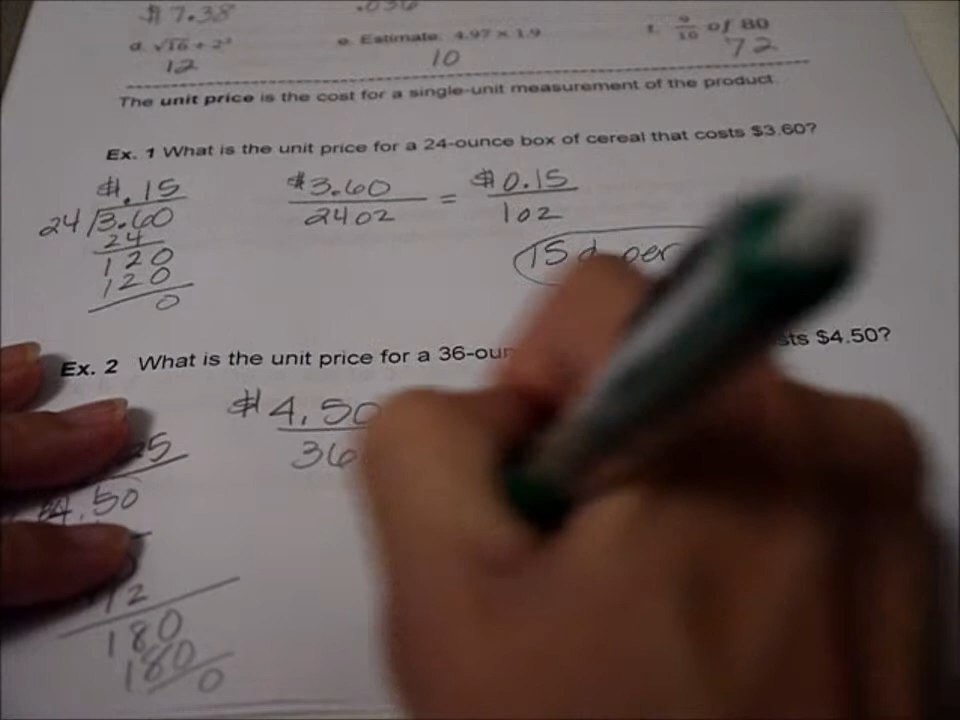 $7.38 .036
d. √16 + 2³ e. Estimate: 4.97 x 1.9 f. 9/10 of 80
12 10 72
The unit price is the cost for a single-unit measurement of the product
Ex. 1 What is the unit price for a 24-ounce box of cereal that costs $3.60?
$.15 $3.60 = $0.15
24/3.60 24oz 1oz
24
120 15¢ per
120
0
Ex. 2 What is the unit price for a 36-oun sts $4.50?
$4.50
25 36
4.50
12
180
180
0